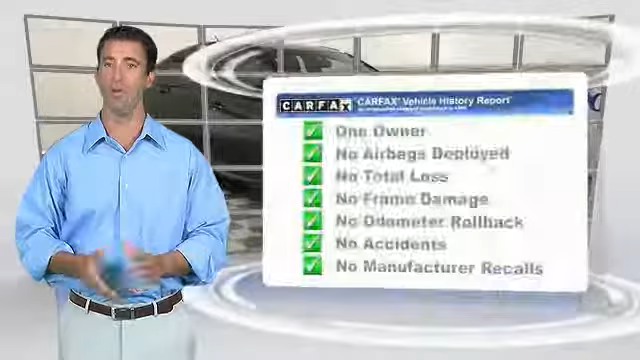 CARFAX CARFAX Vehicle History Report
One Owner
No Airbags Deployed
No Total Loss
No Frame Damage
No Odometer Rollback
No Accidents
No Manufacturer Recalls